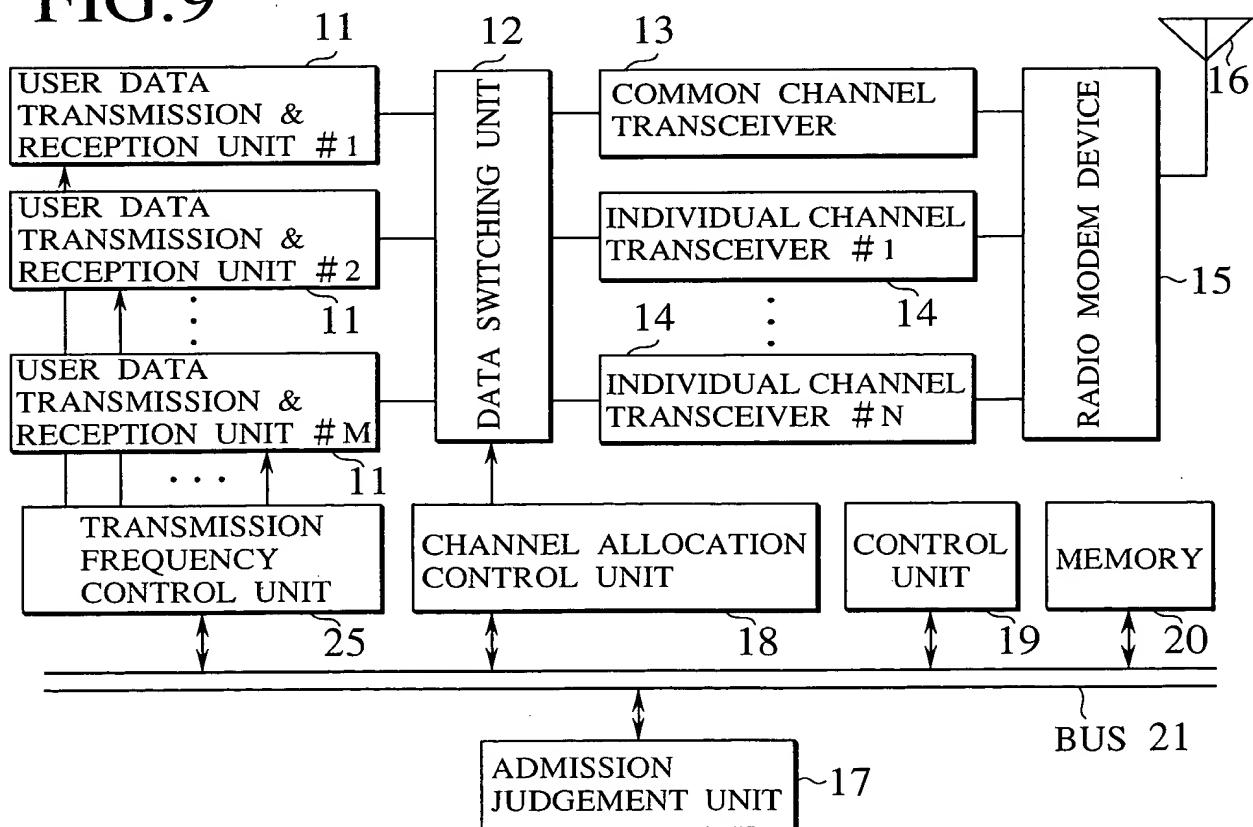 FIG.9
11
12
13
16
USER DATA
TRANSMISSION &
RECEPTION UNIT #1
DATA SWITCHING UNIT
COMMON CHANNEL
TRANSCEIVER
RADIO MODEM DEVICE
USER DATA
TRANSMISSION &
RECEPTION UNIT #2
11
INDIVIDUAL CHANNEL
TRANSCEIVER #1
14
15
USER DATA
TRANSMISSION &
RECEPTION UNIT #M
11
14
INDIVIDUAL CHANNEL
TRANSCEIVER #N
TRANSMISSION
FREQUENCY
CONTROL UNIT
25
CHANNEL ALLOCATION
CONTROL UNIT
18
CONTROL
UNIT
19
MEMORY
20
BUS 21
ADMISSION
JUDGEMENT UNIT
17